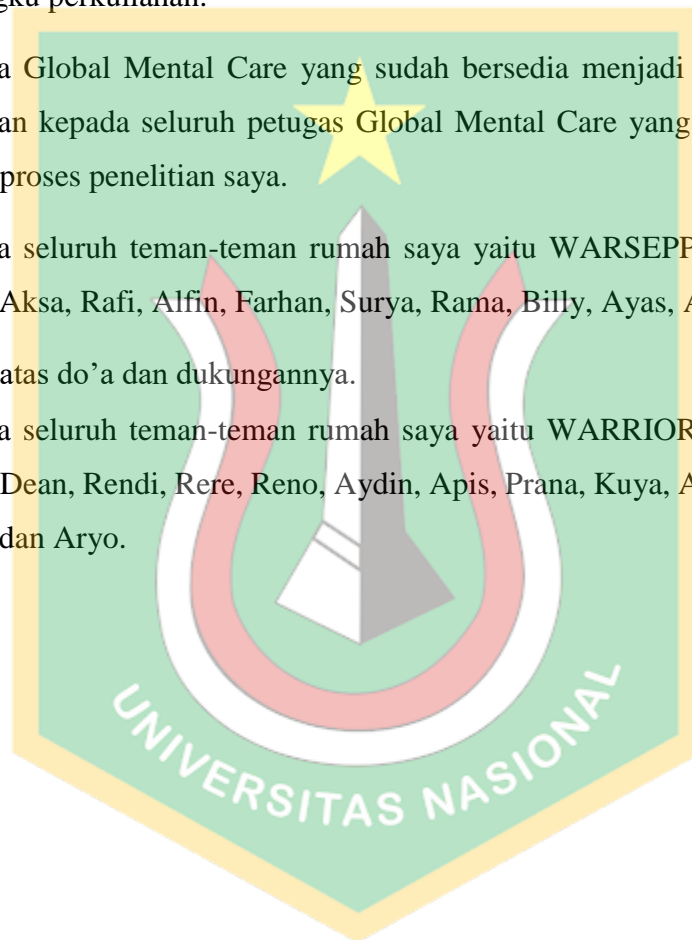 perkuliahan.
a Global Mental Care yang sudah bersedia menjadi
an kepada seluruh petugas Global Mental Care yang
proses penelitian saya.
a seluruh teman-teman rumah saya yaitu WARSEPP
Aksa, Rafi, Alfin, Farhan, Surya, Rama, Billy, Ayas, A
atas do’a dan dukungannya.
a seluruh teman-teman rumah saya yaitu WARRIOR
Dean, Rendi, Rere, Reno, Aydin, Apis, Prana, Kuya, A
dan Aryo.
UNIVERSITAS NASIONAL